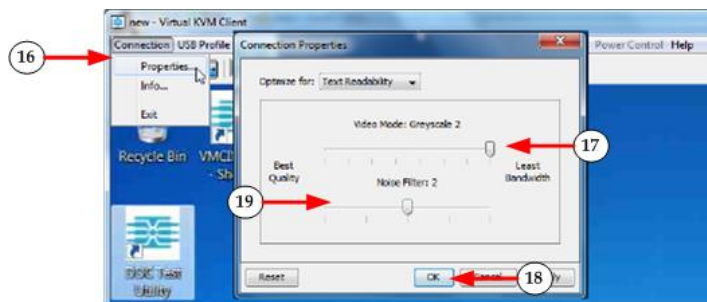 new - Virtual KVM Client
Connection USB Profile
Connection Properties
Power Control Help
16
Properties...
Info...
Exit
Optimize for: Text Readability
Video Mode: Greyscale 2
17
Best
Quality
Least
Bandwidth
Noise Filter: 2
19
Recycle Bin
Reset
OK
Cancel
18
Utility